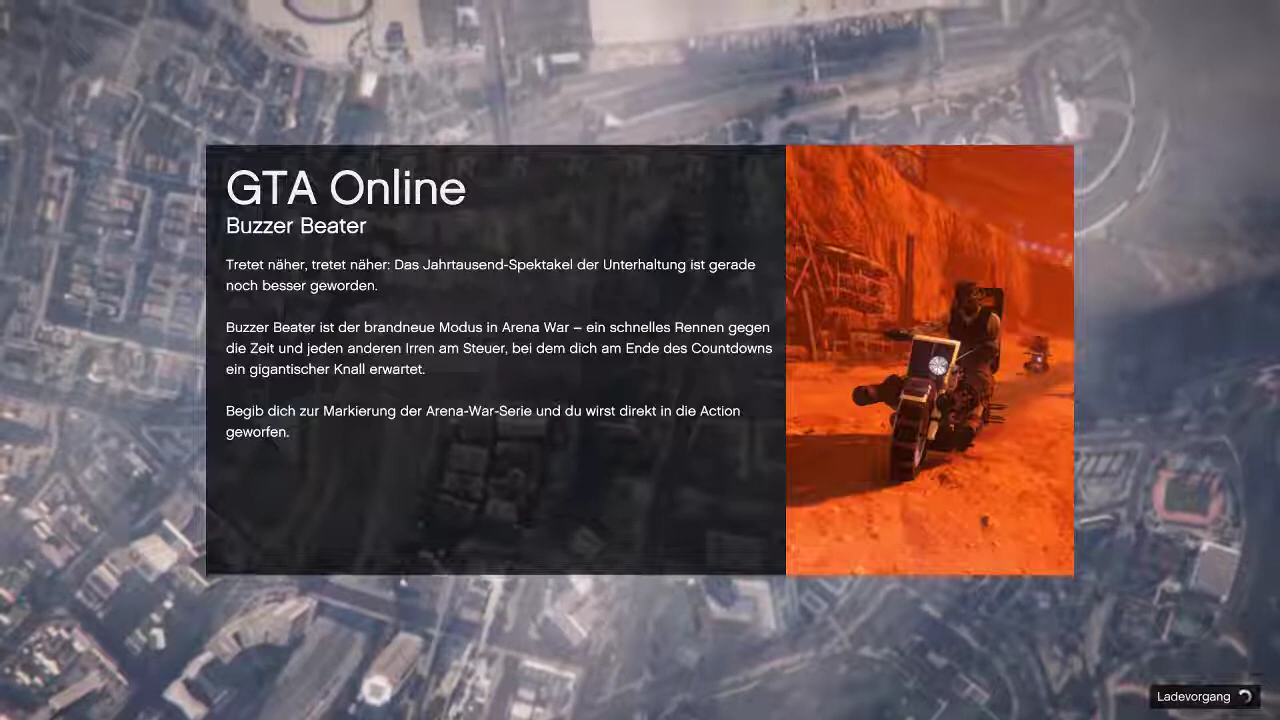 GTA Online
Buzzer Beater
Tretet näher, tretet näher: Das Jahrtausend-Spektakel der Unterhaltung ist gerade
noch besser geworden.
Buzzer Beater ist der brandneue Modus in Arena War – ein schnelles Rennen gegen
die Zeit und jeden anderen Irren am Steuer, bei dem dich am Ende des Countdowns
ein gigantischer Knall erwartet.
Begib dich zur Markierung der Arena-War-Serie und du wirst direkt in die Action
geworfen.
Ladevorgang